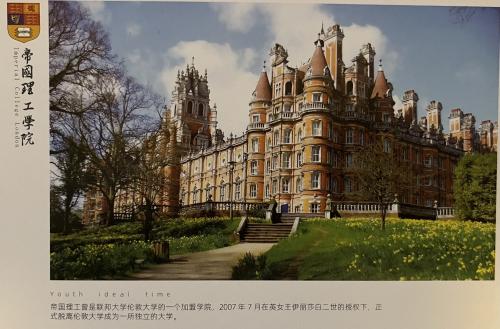 帝國理工學院
Imperial College London
Youth ideal time
帝国理工曾是联邦大学伦敦大学的一个加盟学院，2007年7月在英女王伊丽莎白二世的授权下，正
式脱离伦敦大学成为一所独立的大学。